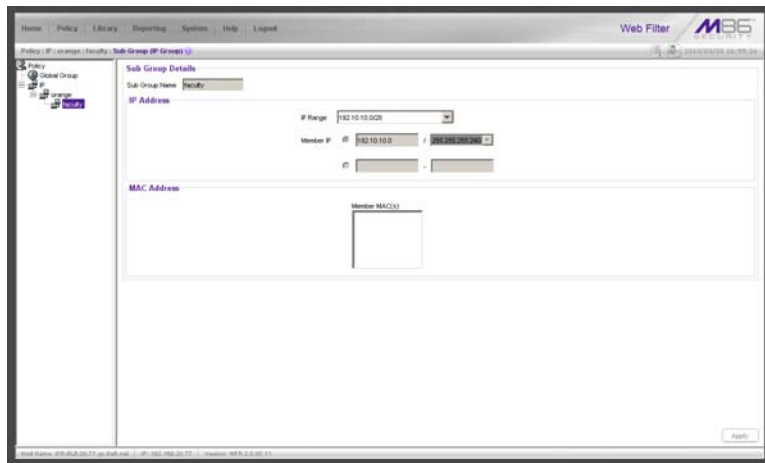 Home Policy Library Reporting System Help Logout
Web Filter
M86 SECURITY
Policy : IP : orange : faculty : Sub Group (IP Group)
Policy
Global Group
IP
orange
faculty
Sub Group Details
Sub Group Name faculty
IP Address
IP Range 192.10.10.0/28
Member IP 192.10.10.0 / 255.255.255.240
-
MAC Address
Member MAC(s)
Apply